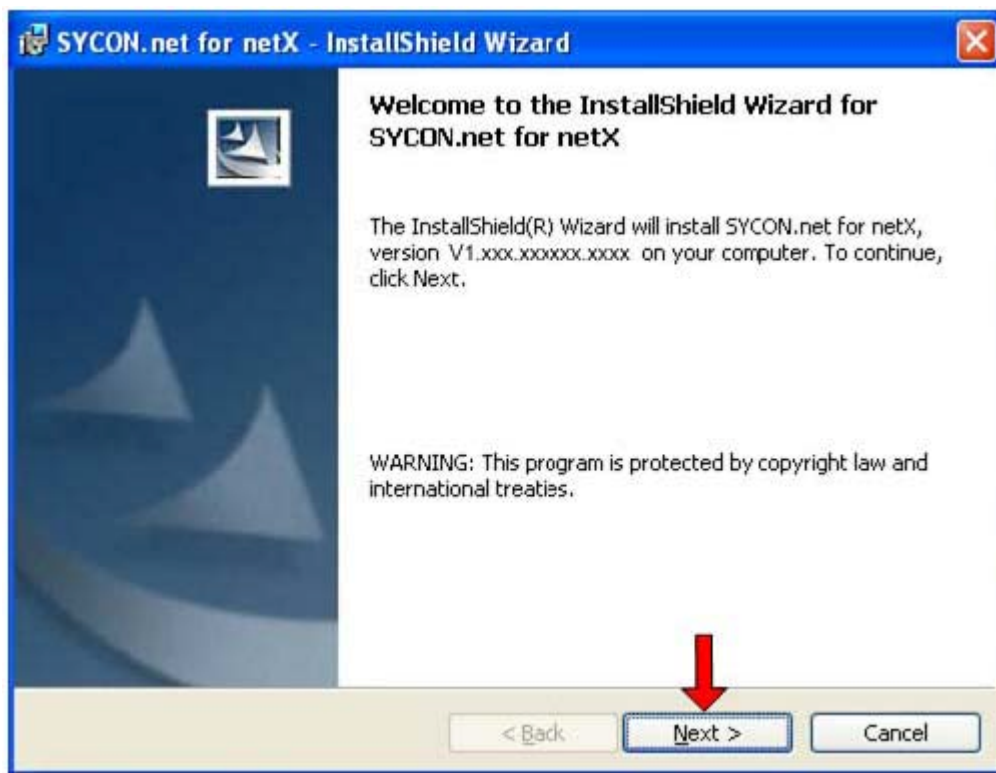 SYCON.net for netX - InstallShield Wizard
Welcome to the InstallShield Wizard for
SYCON.net for netX
The InstallShield(R) Wizard will install SYCON.net for netX,
version V1.xxx.xxxxxx.xxxx on your computer. To continue,
click Next.
WARNING: This program is protected by copyright law and
international treaties.
< Back
Next >
Cancel